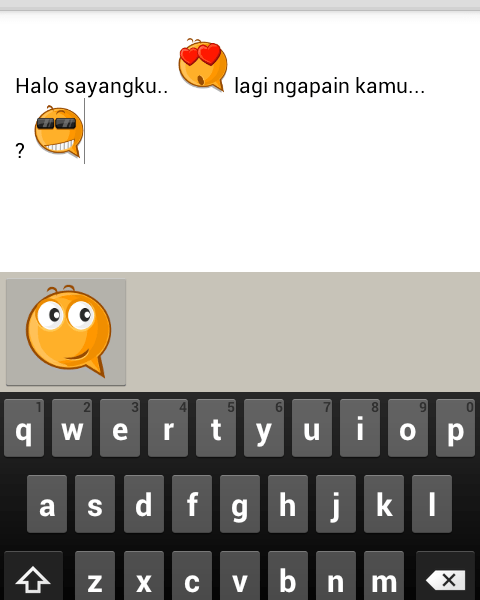 Halo sayangku.. lagi ngapain kamu...
?
1 2 3 4 5 6 7 8 9 0
q w e r t y u i o p
a s d f g h j k l
z x c v b n m